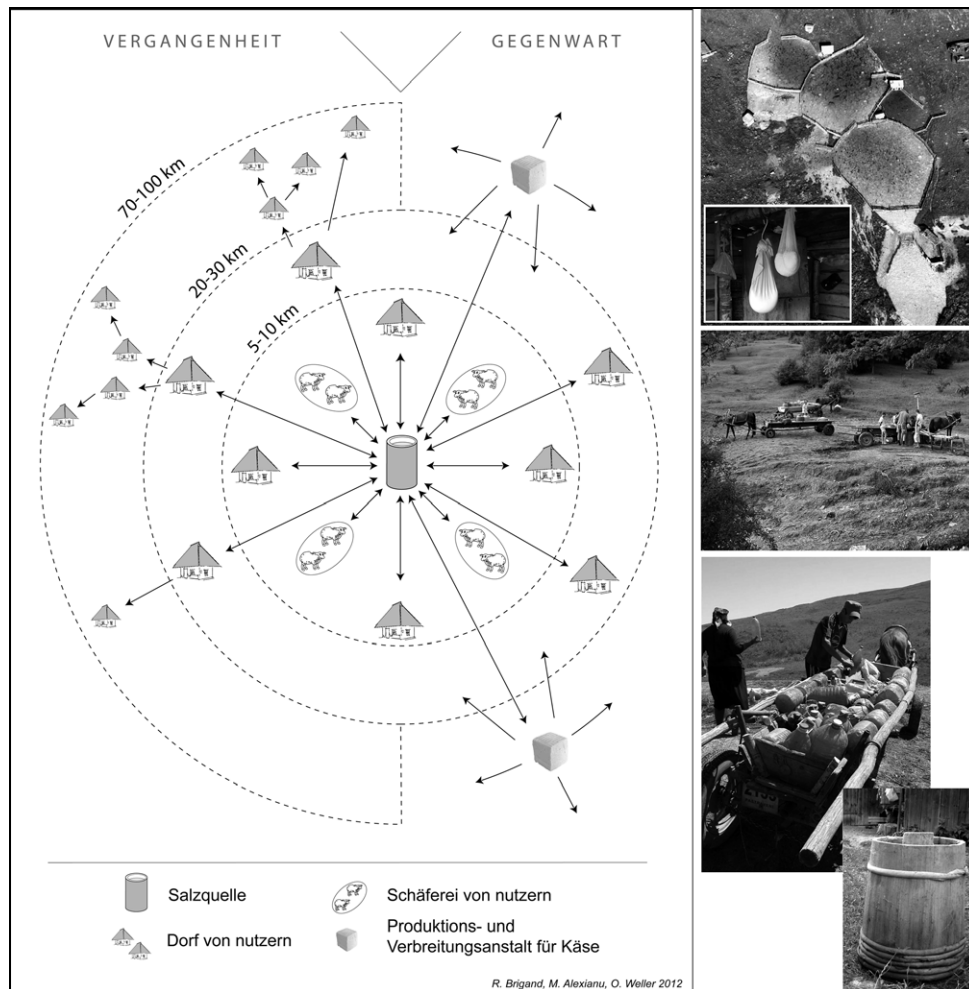 VERGANGENHEIT
GEGENWART
70-100 km
20-30 km
5-10 km
Salzquelle
Schäferei von nutzern
Dorf von nutzern
Produktions- und
Verbreitungsanstalt für Käse
R. Brigand, M. Alexianu, O. Weller 2012